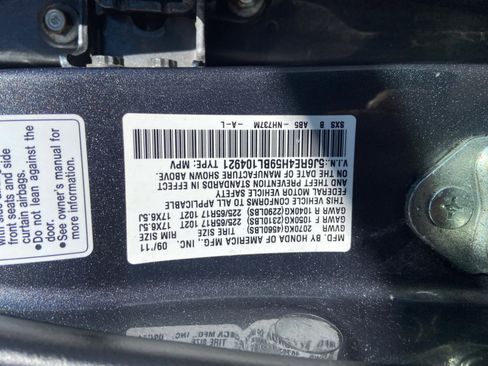 MFD. BY HONDA OF AMERICA MFG., INC. 09/11
GVWR 2070KG(4560LBS) TIRE SIZE RIM SIZE
GAWR F 1050KG(2315LBS) 225/65R17 102T 17X6.5J
GAWR R 1040KG(2290LBS) 225/65R17 102T 17X6.5J
THIS VEHICLE CONFORMS TO ALL APPLICABLE
FEDERAL MOTOR VEHICLE SAFETY
AND THEFT PREVENTION STANDARDS IN EFFECT
ON THE DATE OF MANUFACTURE SHOWN ABOVE.
V.I.N.: 5J6RE4H59BL104921 TYPE: MPV
SXS B AB5 -NH737M -A-L
front seats and side
curtain airbags.
●Do not lean against the
door.
●See owner's manual for
more information.